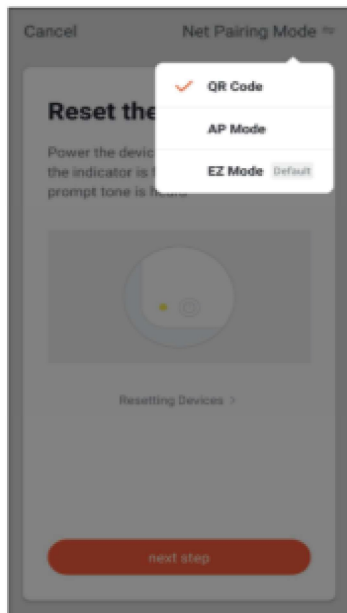 Cancel
Net Pairing Mode
QR Code
AP Mode
EZ Mode Default
Reset the
Power the devic
the indicator is f
prompt tone is
Resetting Devices >
next step